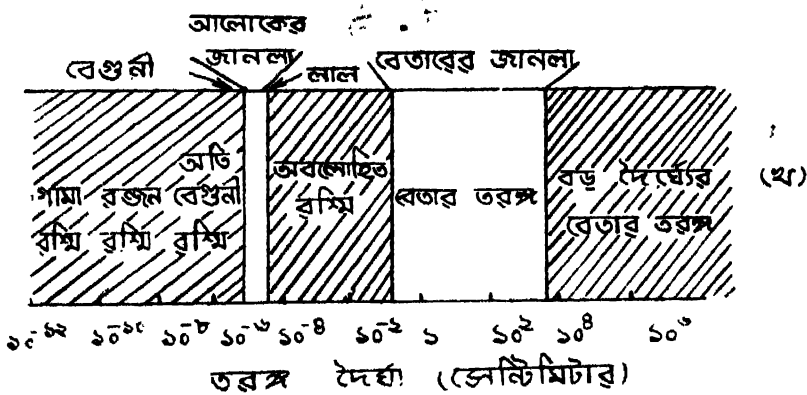 আলোকের
জানলা
বেগুনী লাল বেতারের জানলা
অতি
গামা রঞ্জন বেগুনী
রশ্মি রশ্মি রশ্মি
অবলোহিত
রশ্মি
বেতার তরঙ্গ
বড় দৈর্ঘ্যের
বেতার তরঙ্গ
(খ)
১০⁻¹² ১০⁻¹⁰ ১০⁻⁸ ১০⁻⁶ ১০⁻⁴ ১০⁻² ১ ১০² ১০⁴ ১০⁶
তরঙ্গ দৈর্ঘ্য (সেন্টিমিটার)